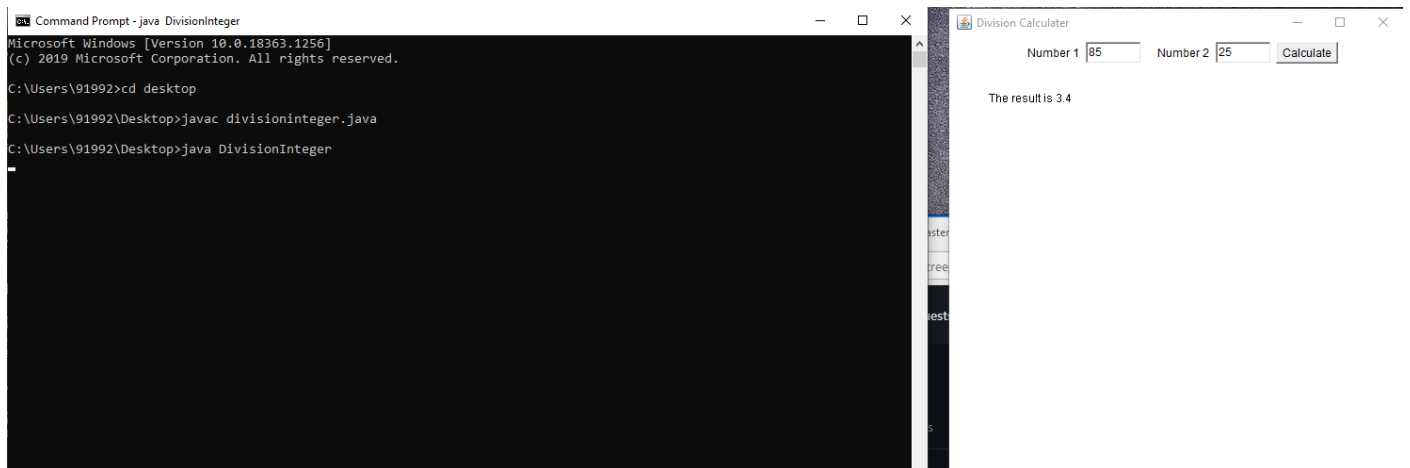 Command Prompt - java DivisionInteger
Microsoft Windows [Version 10.0.18363.1256]
(c) 2019 Microsoft Corporation. All rights reserved.
C:\Users\91992>cd desktop
C:\Users\91992\Desktop>javac divisioninteger.java
C:\Users\91992\Desktop>java DivisionInteger
Division Calculater
Number 1 85 Number 2 25 Calculate
The result is 3.4